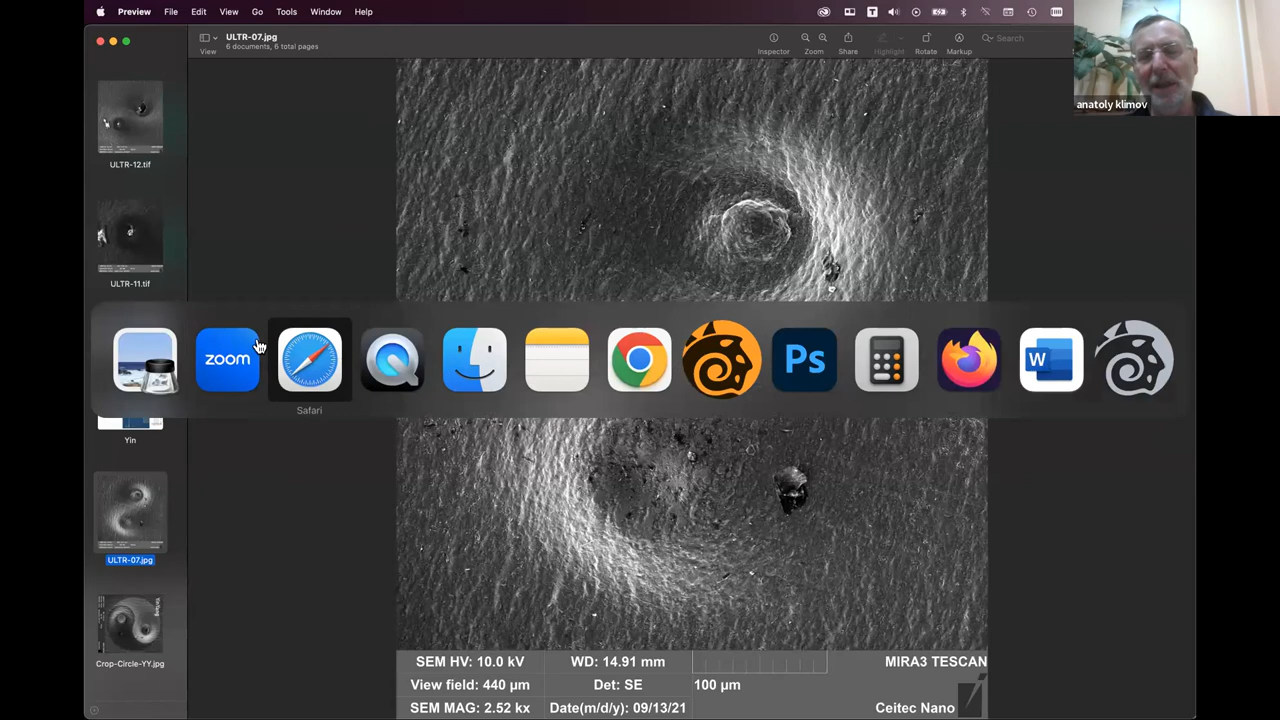 Preview File Edit View Go Tools Window Help
ULTR-07.jpg
6 documents, 6 total pages
View
Inspector Zoom Share Highlight Rotate Markup
Search
anatoly klimov
ULTR-12.tif
ULTR-11.tif
zoom
Ps
W
Safari
Yin
ULTR-07.jpg
Crop-Circle-YY.jpg
SEM HV: 10.0 kV WD: 14.91 mm MIRA3 TESCAN
View field: 440 µm Det: SE 100 µm
SEM MAG: 2.52 kx Date(m/d/y): 09/13/21 Ceitec Nano